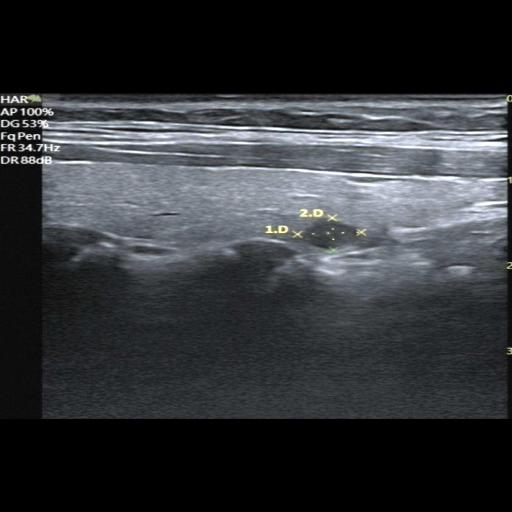 HAR
AP 100%
DG 53%
Fq Pen
FR 34.7Hz
DR 88dB
0
1
2.D
1.D
2
3